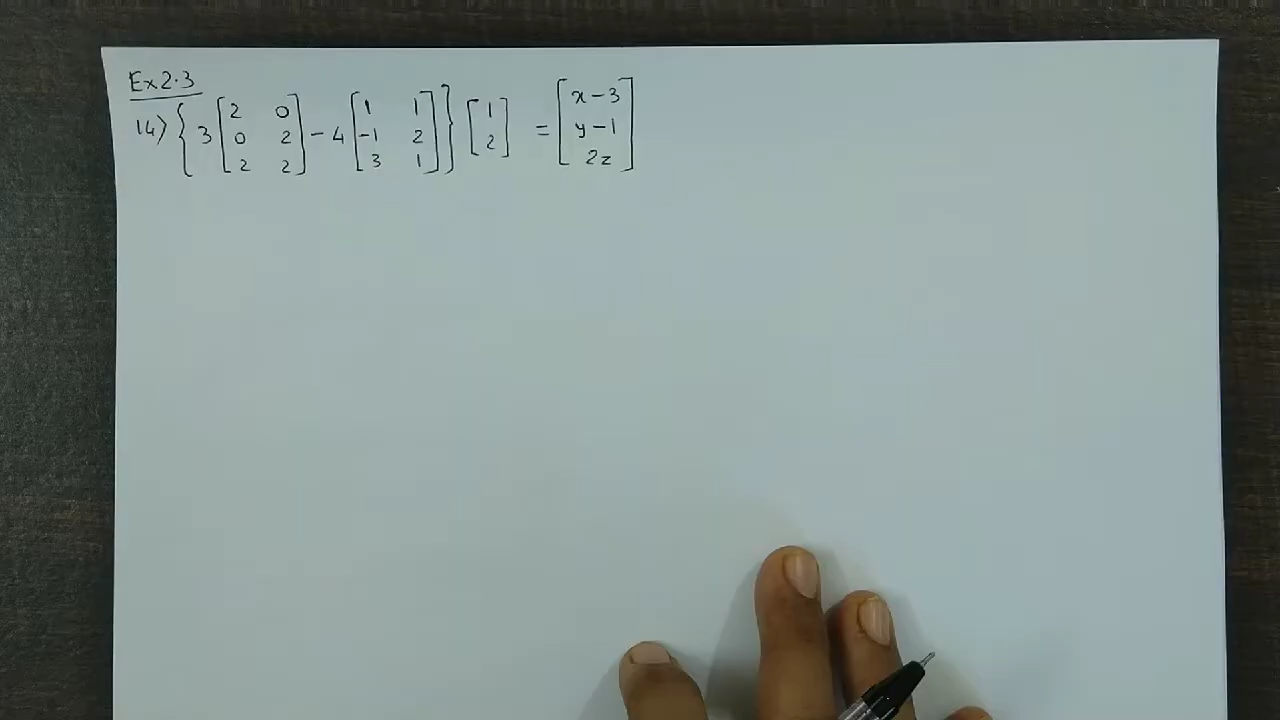 Ex 2.3
14) { 3 [2 0; 0 2; 2 2] - 4 [1 1; -1 2; 3 1] } [1; 2] = [x-3; y-1; 2z]